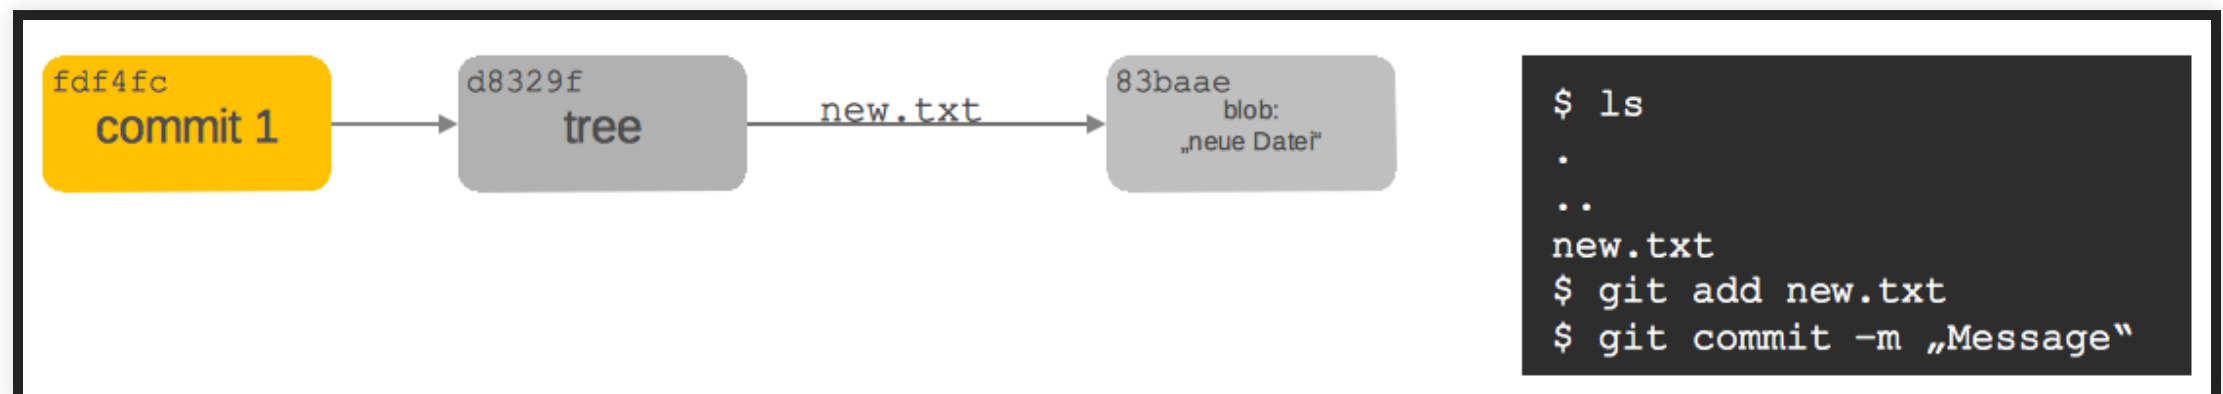 fdf4fc
commit 1
d8329f
tree
new.txt
83baae
blob:
„neue Datei“
$ ls
.
..
new.txt
$ git add new.txt
$ git commit –m „Message“